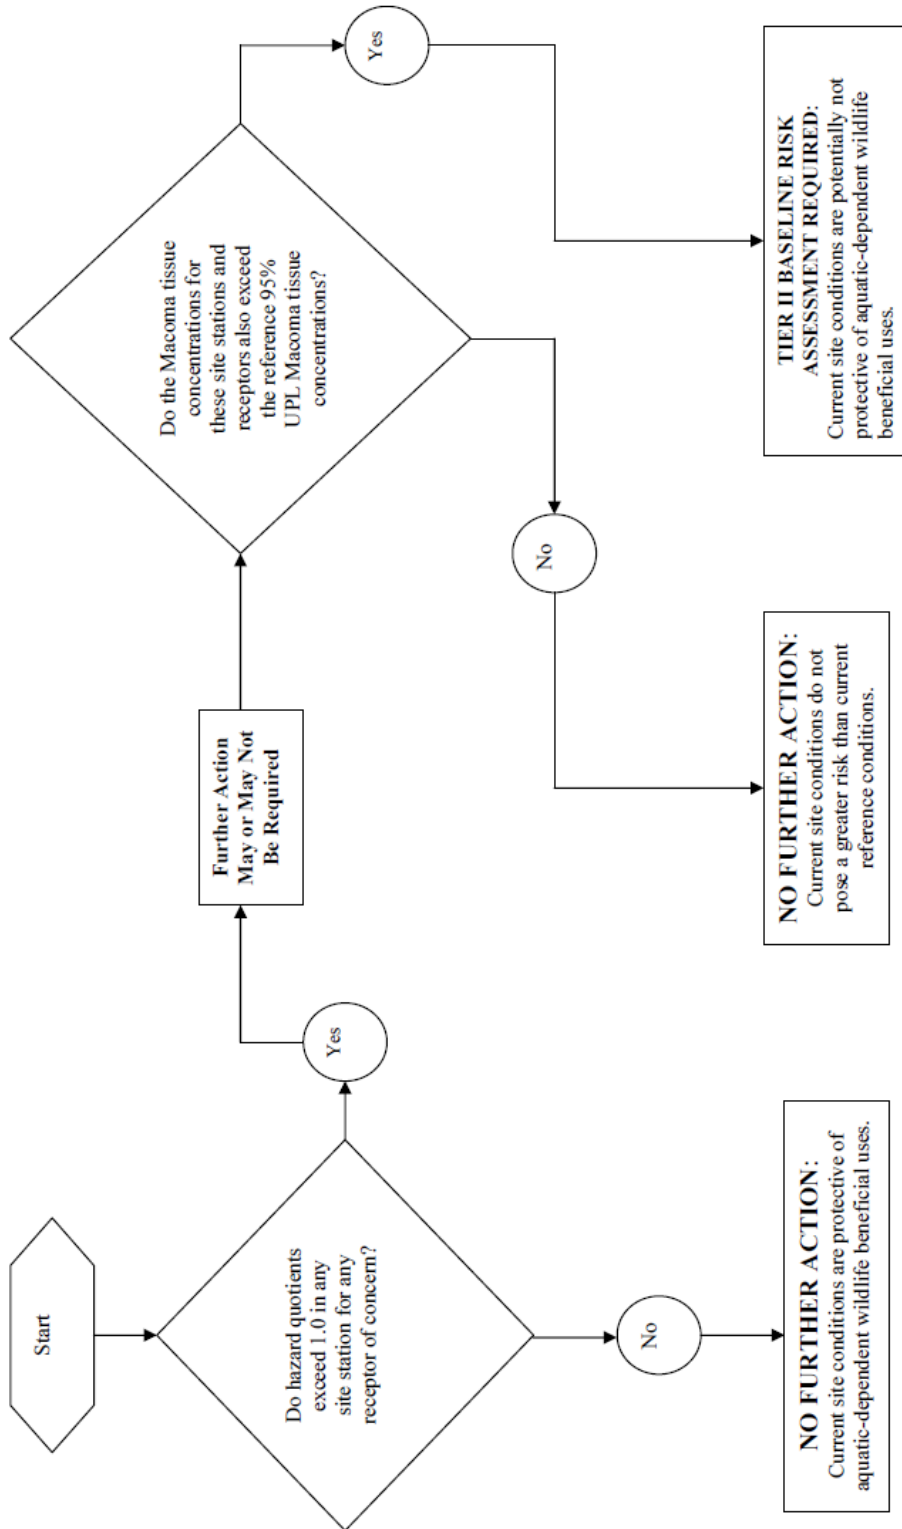 Start
Do hazard quotients
exceed 1.0 in any
site station for any
receptor of concern?
No
NO FURTHER ACTION:
Current site conditions are protective of
aquatic-dependent wildlife beneficial uses.
Yes
Further Action
May or May Not
Be Required
Do the Macoma tissue
concentrations for
these site stations and
receptors also exceed
the reference 95%
UPL Macoma tissue
concentrations?
No
NO FURTHER ACTION:
Current site conditions do not
pose a greater risk than current
reference conditions.
Yes
TIER II BASELINE RISK
ASSESSMENT REQUIRED:
Current site conditions are potentially not
protective of aquatic-dependent wildlife
beneficial uses.